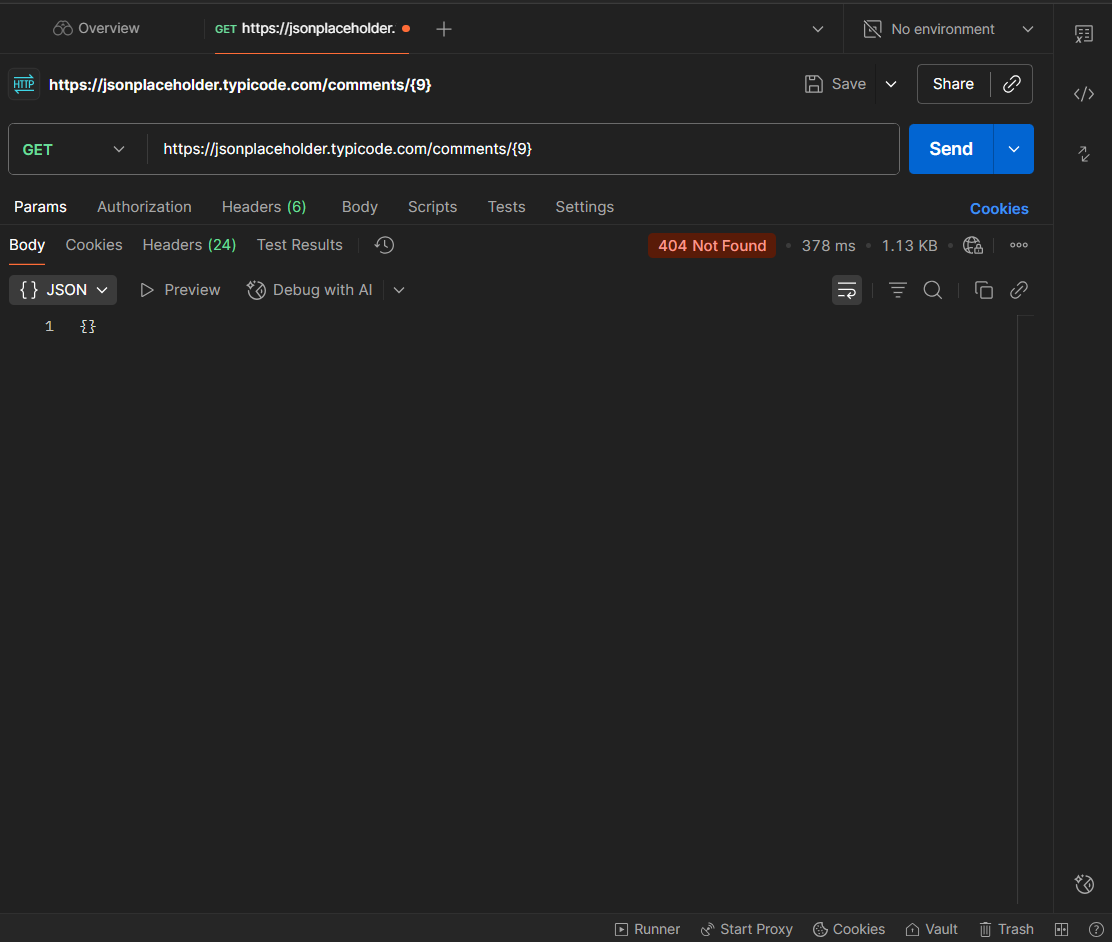 Overview GET https://jsonplaceholder. No environment
HTTP https://jsonplaceholder.typicode.com/comments/{9} Save Share
GET https://jsonplaceholder.typicode.com/comments/{9} Send
Params Authorization Headers (6) Body Scripts Tests Settings Cookies
Body Cookies Headers (24) Test Results 404 Not Found • 378 ms • 1.13 KB •
{} JSON Preview Debug with AI
1 {}
Runner Start Proxy Cookies Vault Trash